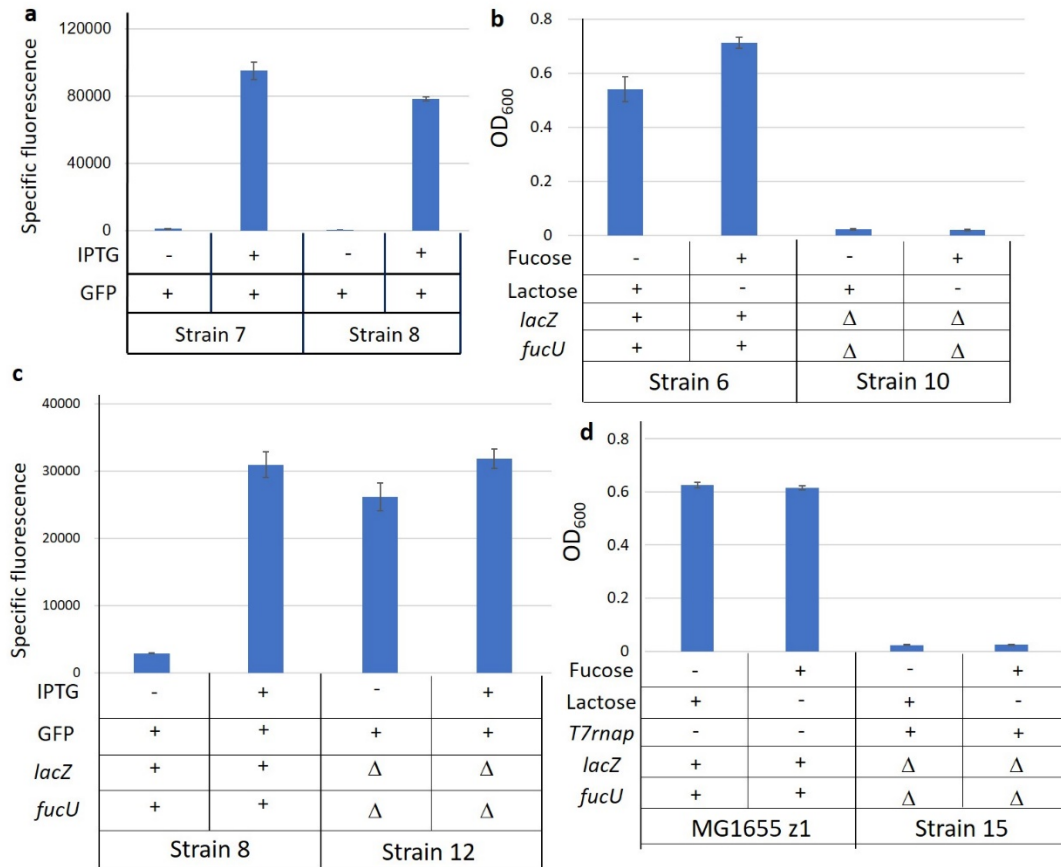 a
Specific fluorescence
120000
80000
40000
0
IPTG - + - +
GFP + + + +
Strain 7 Strain 8
b
OD600
0.8
0.6
0.4
0.2
0
Fucose - + - +
Lactose + - + -
lacZ + + Δ Δ
fucU + + Δ Δ
Strain 6 Strain 10
c
Specific fluorescence
40000
30000
20000
10000
0
IPTG - + - +
GFP + + + +
lacZ + + Δ Δ
fucU + + Δ Δ
Strain 8 Strain 12
d
OD600
0.8
0.6
0.4
0.2
0
Fucose - + - +
Lactose + - + -
T7rnap - - + +
lacZ + + Δ Δ
fucU + + Δ Δ
MG1655 z1 Strain 15